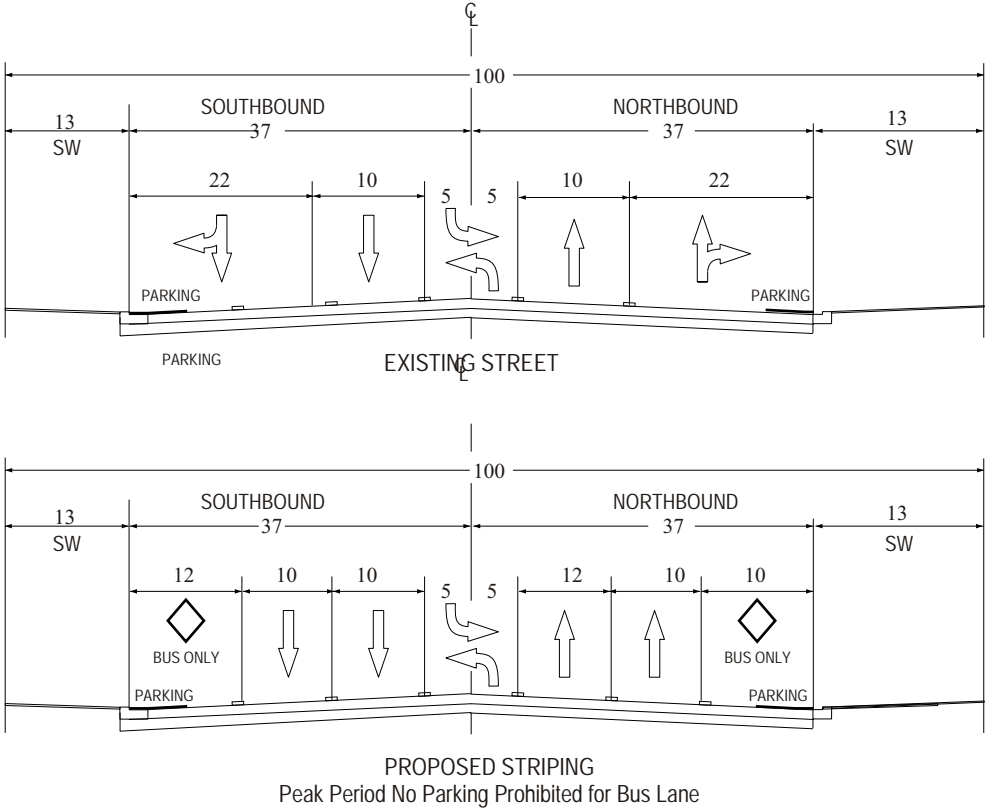 ℄
100
SOUTHBOUND NORTHBOUND
13 37 37 13
SW SW
22 10 5 5 10 22
PARKING PARKING
PARKING
EXISTING STREET
℄
100
SOUTHBOUND NORTHBOUND
13 37 37 13
SW SW
12 10 10 5 5 12 10 10
BUS ONLY BUS ONLY
PARKING PARKING
PROPOSED STRIPING
Peak Period No Parking Prohibited for Bus Lane